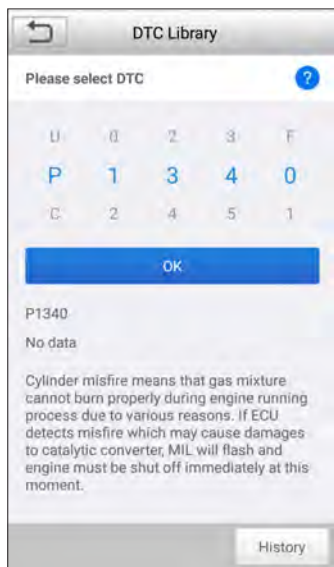 DTC Library
Please select DTC ?
U 0 2 3 F
P 1 3 4 0
C 2 4 5 1
OK
P1340
No data
Cylinder misfire means that gas mixture
cannot burn properly during engine running
process due to various reasons. If ECU
detects misfire which may cause damages
to catalytic converter, MIL will flash and
engine must be shut off immediately at this
moment.
History